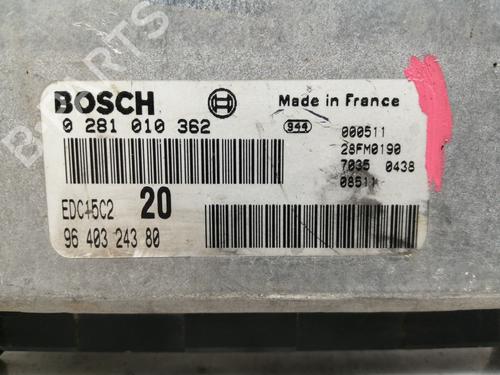 BOSCH Made in France
0 281 010 362 944 000511
28FM0190
7035 0438
08511
EDC15C2 20
96 403 243 80
PARTS